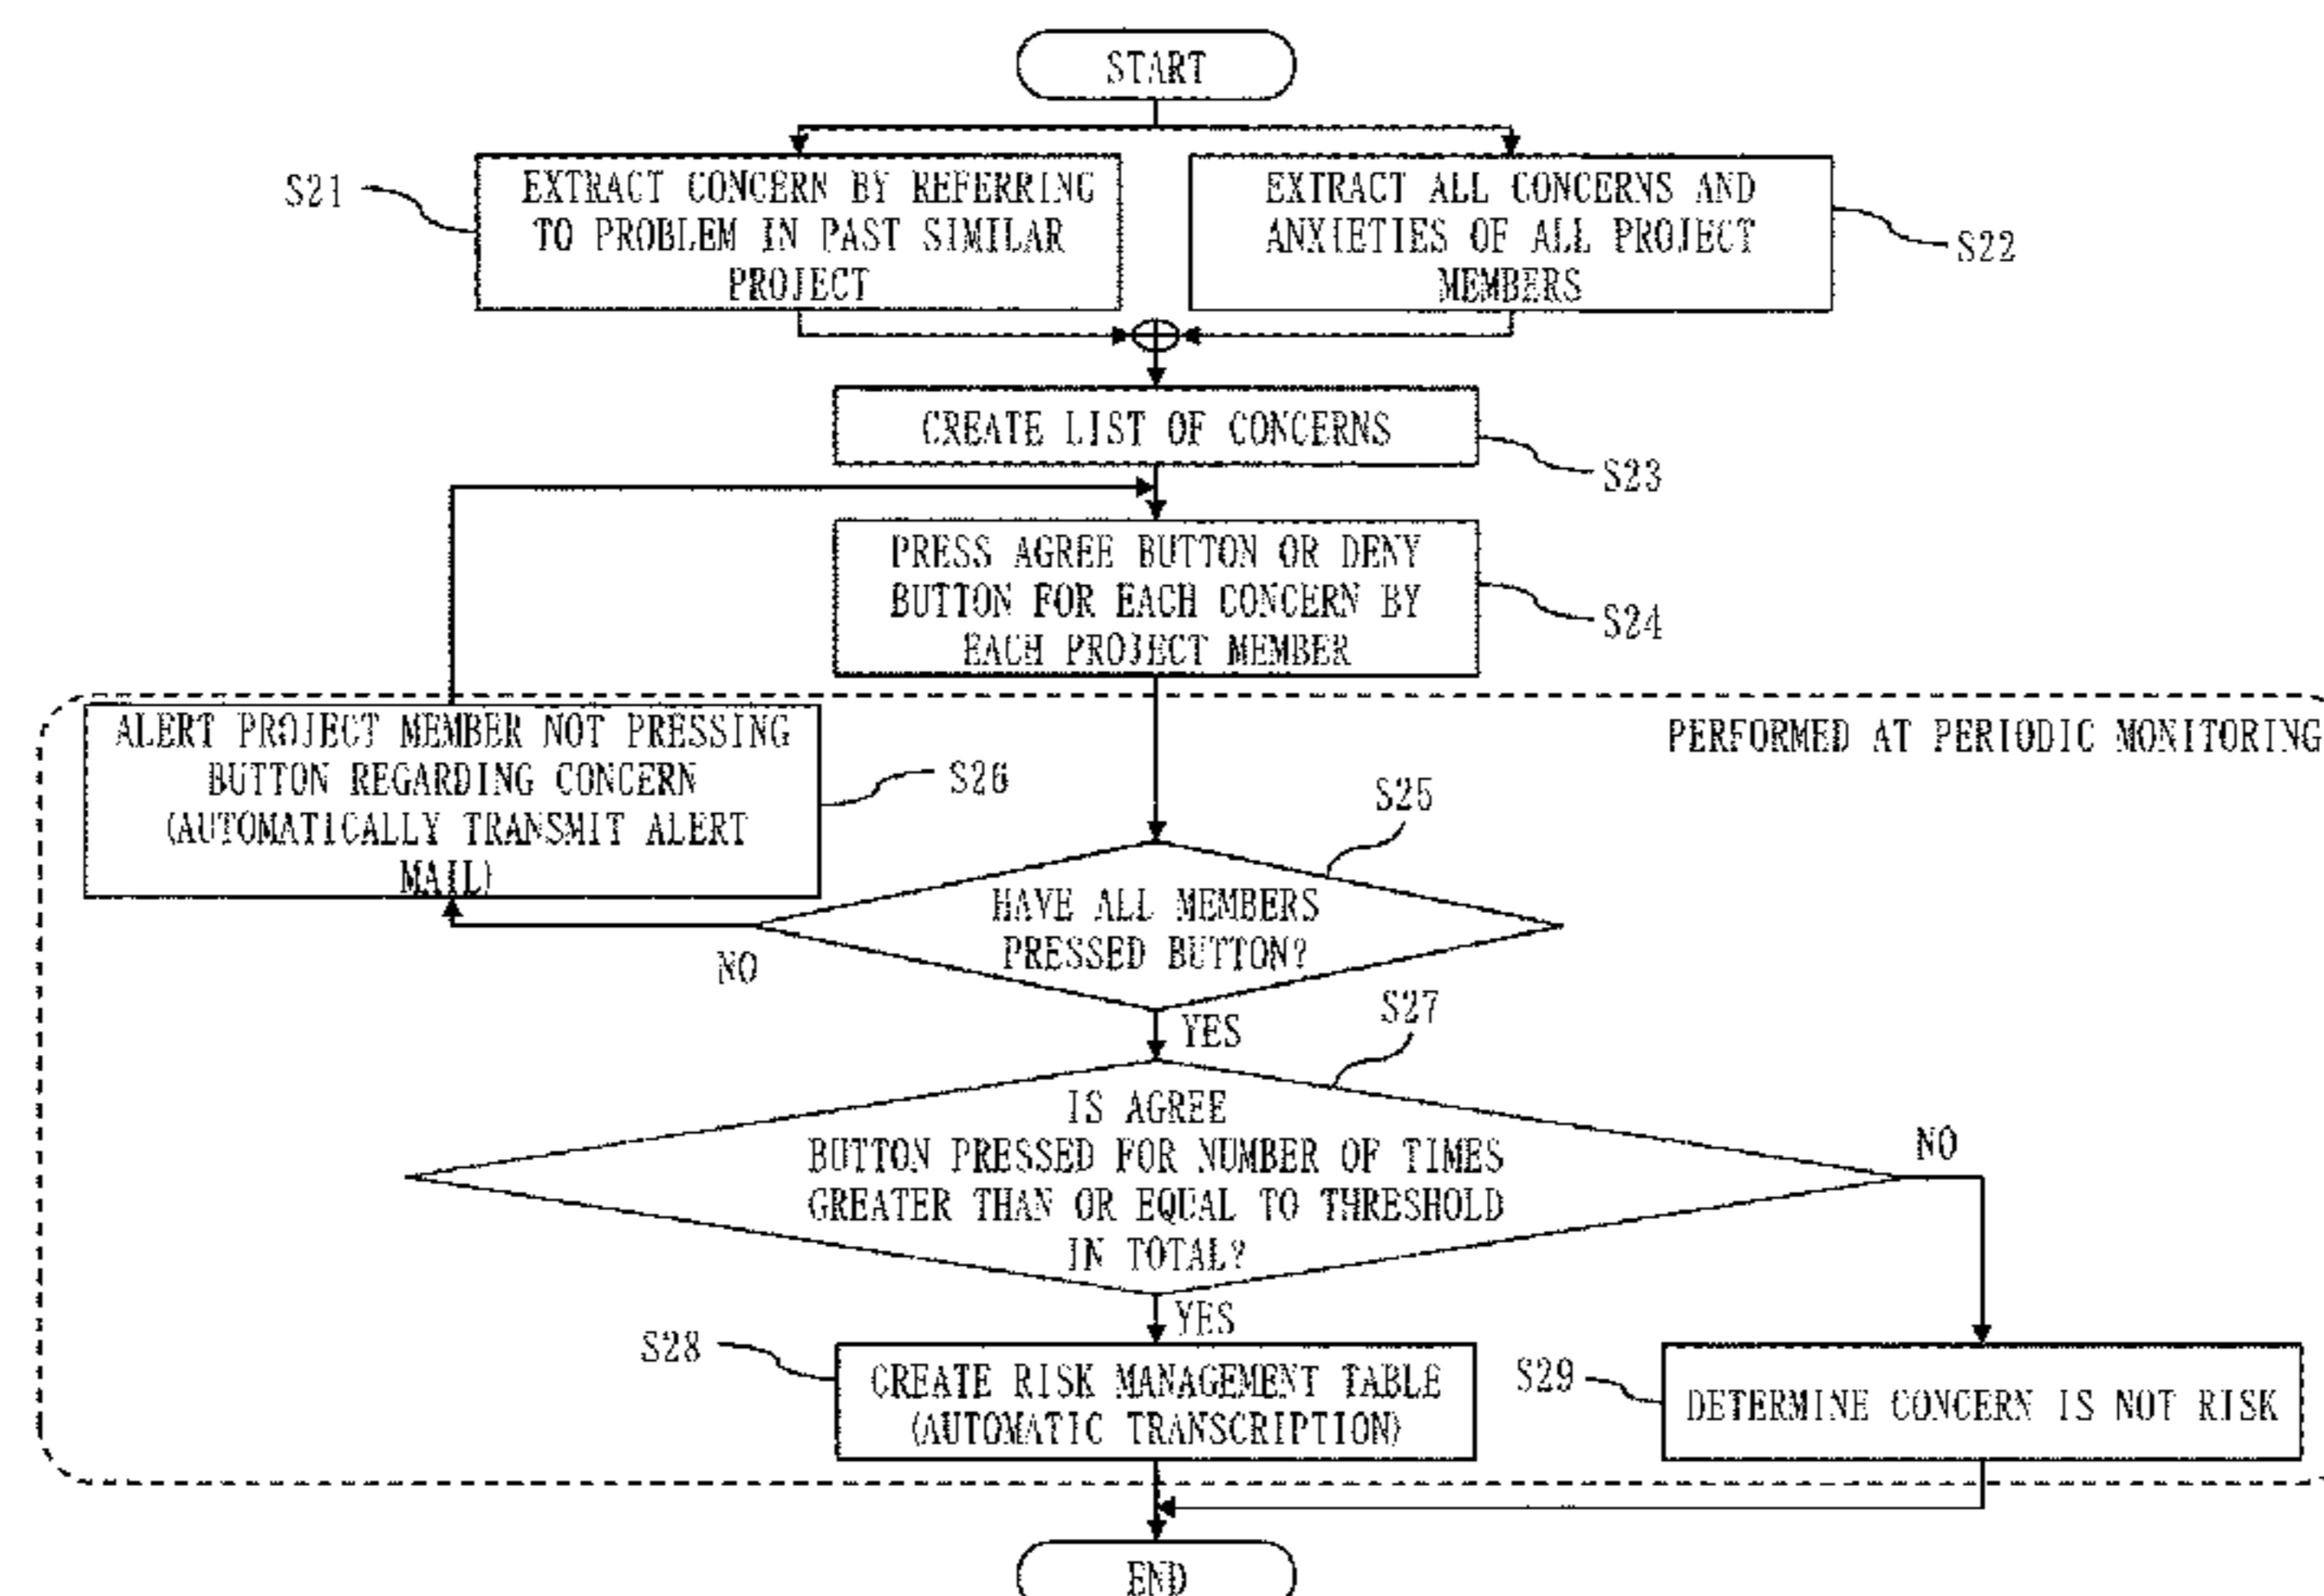 START
S21
EXTRACT CONCERN BY REFERRING
TO PROBLEM IN PAST SIMILAR
PROJECT
EXTRACT ALL CONCERNS AND
ANXIETIES OF ALL PROJECT
MEMBERS
S22
CREATE LIST OF CONCERNS
S23
PRESS AGREE BUTTON OR DENY
BUTTON FOR EACH CONCERN BY
EACH PROJECT MEMBER
S24
ALERT PROJECT MEMBER NOT PRESSING
BUTTON REGARDING CONCERN
(AUTOMATICALLY TRANSMIT ALERT
MAIL)
S26
PERFORMED AT PERIODIC MONITORING
S25
HAVE ALL MEMBERS
PRESSED BUTTON?
NO
YES
S27
IS AGREE
BUTTON PRESSED FOR NUMBER OF TIMES
GREATER THAN OR EQUAL TO THRESHOLD
IN TOTAL?
NO
YES
S28
CREATE RISK MANAGEMENT TABLE
(AUTOMATIC TRANSCRIPTION)
S29
DETERMINE CONCERN IS NOT RISK
END